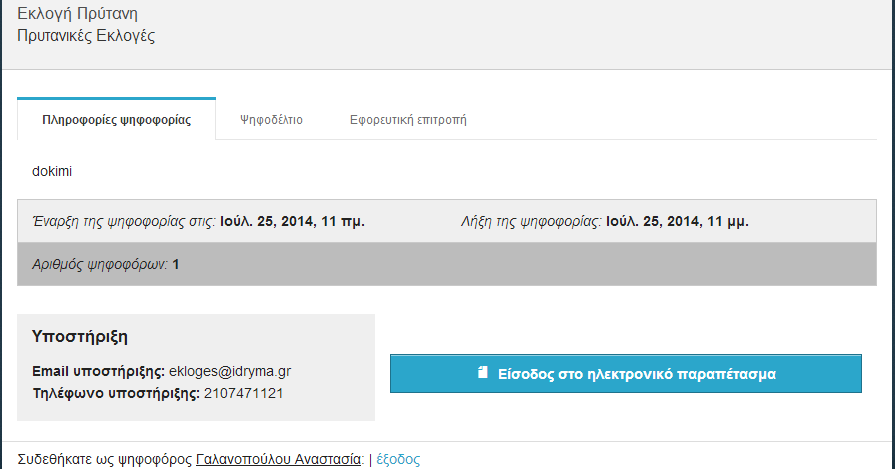 Εκλογή Πρύτανη
Πρυτανικές Εκλογές
Πληροφορίες ψηφοφορίας Ψηφοδέλτιο Εφορευτική επιτροπή
dokimi
Έναρξη της ψηφοφορίας στις: Ιούλ. 25, 2014, 11 πμ. Λήξη της ψηφοφορίας: Ιούλ. 25, 2014, 11 μμ.
Αριθμός ψηφοφόρων: 1
Υποστήριξη
Email υποστήριξης: ekloges@idryma.gr
Τηλέφωνο υποστήριξης: 2107471121
Είσοδος στο ηλεκτρονικό παραπέτασμα
Συδεθήκατε ως ψηφοφόρος Γαλανοπούλου Αναστασία: | έξοδος